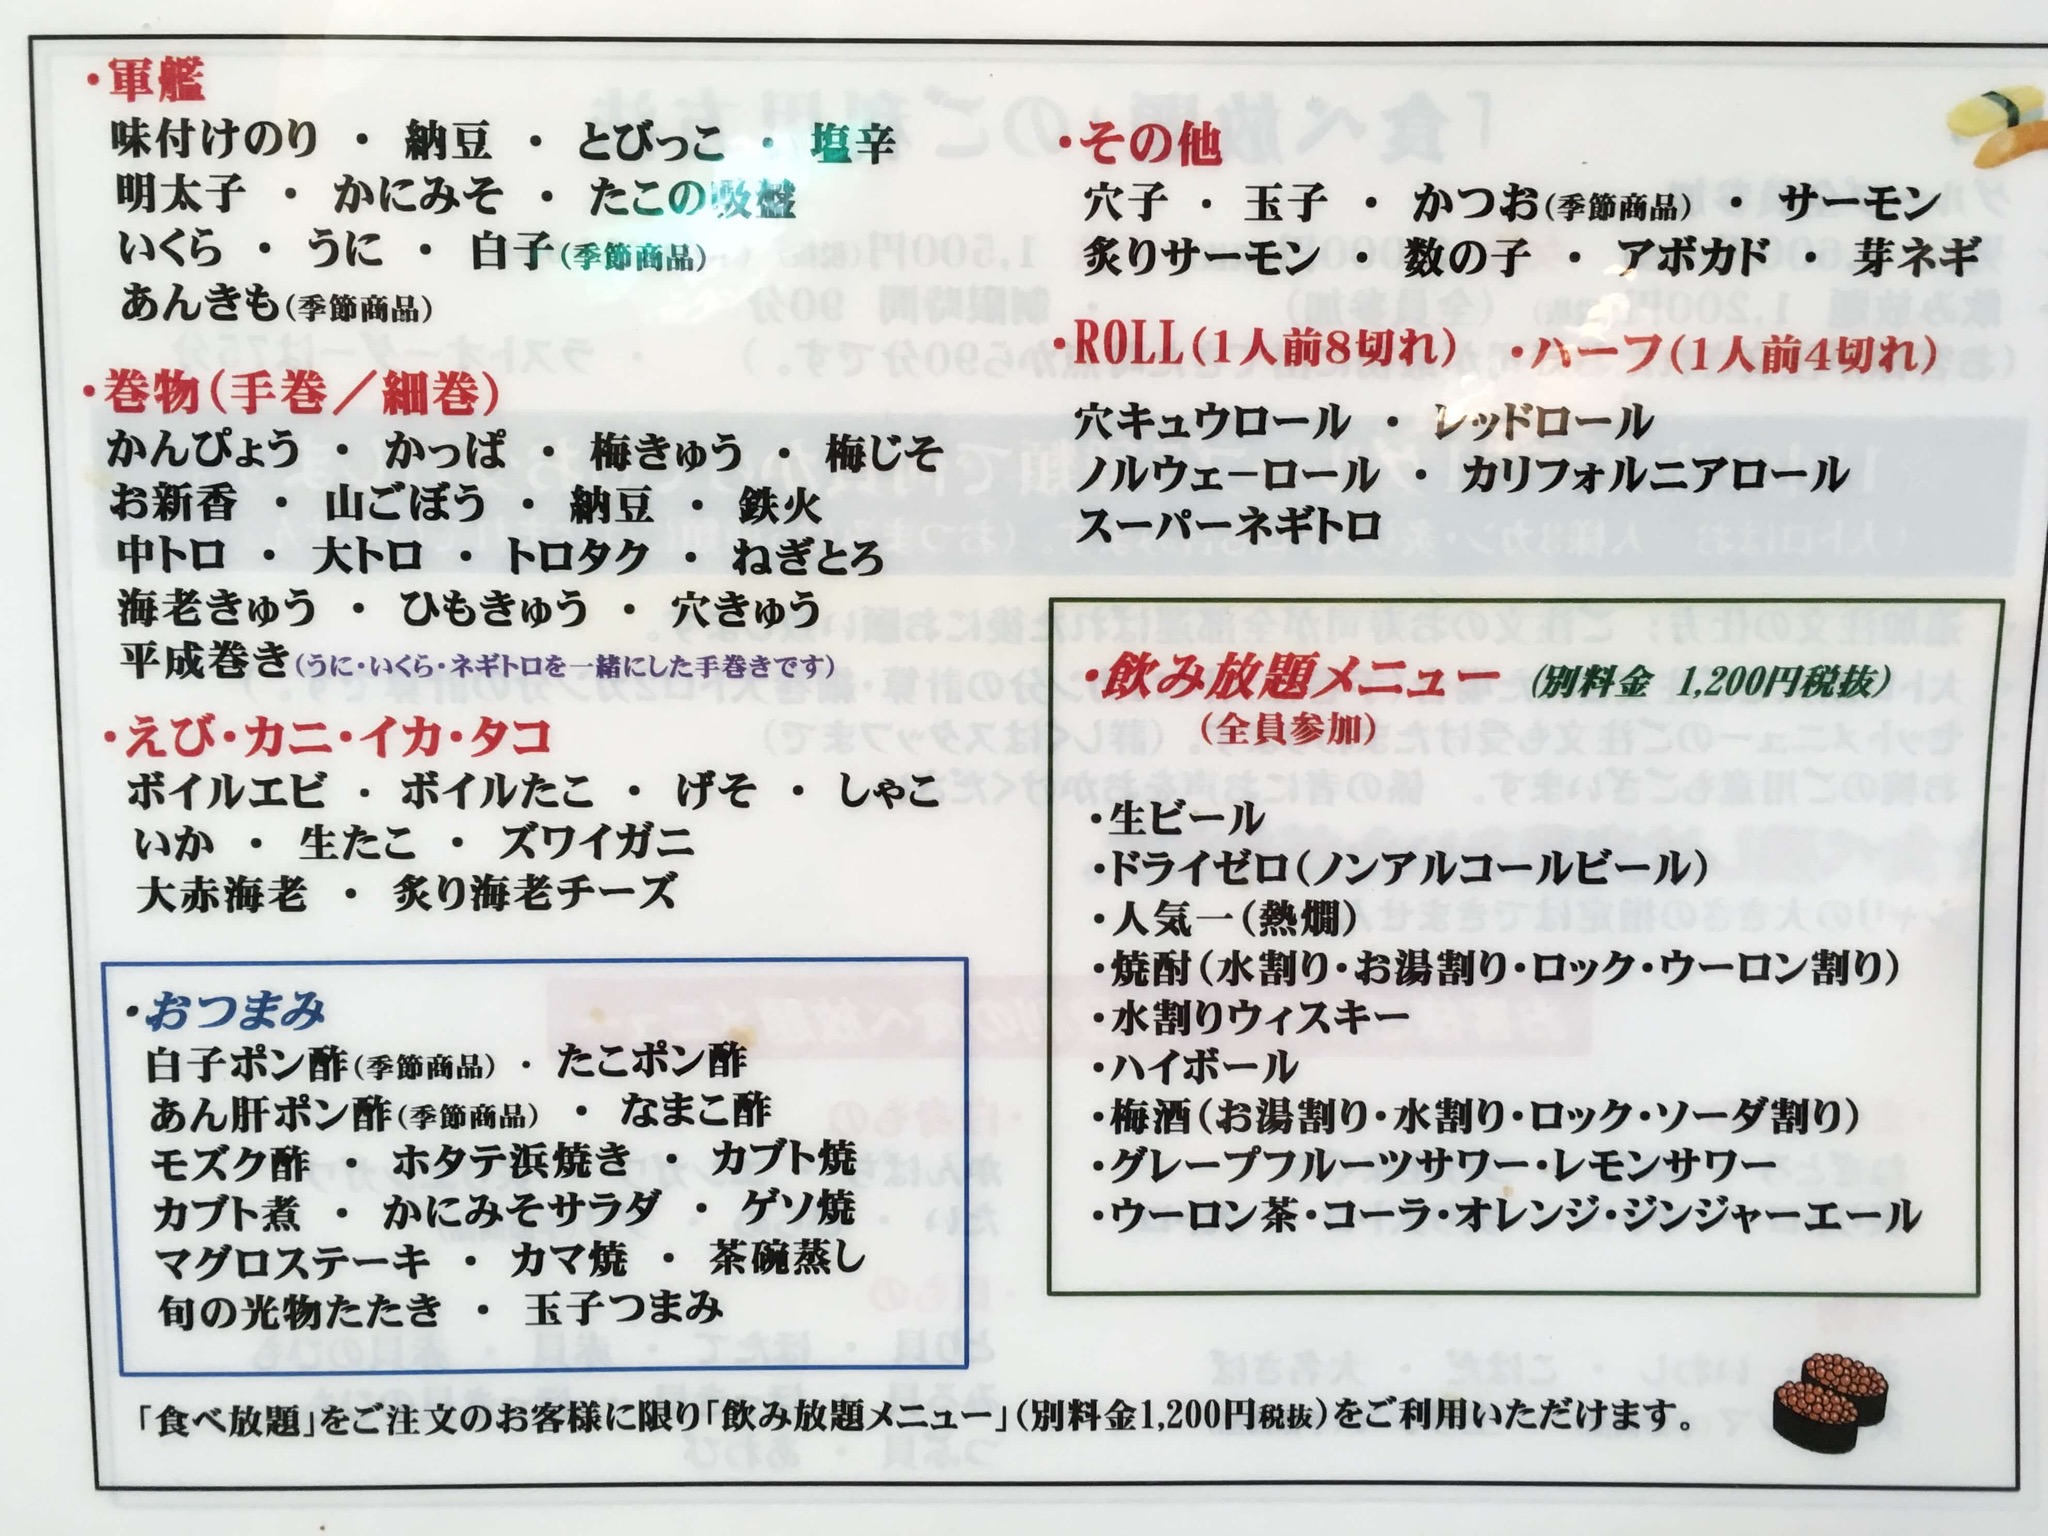 ・軍艦
味付けのり ・ 納豆 ・ とびっこ ・ 塩辛
明太子 ・ かにみそ ・ たこの吸盤
いくら ・ うに ・ 白子(季節商品)
あんきも(季節商品)
・巻物(手巻／細巻)
かんぴょう ・ かっぱ ・ 梅きゅう ・ 梅じそ
お新香 ・ 山ごぼう ・ 納豆 ・ 鉄火
中トロ ・ 大トロ ・ トロタク ・ ねぎとろ
海老きゅう ・ ひもきゅう ・ 穴きゅう
平成巻き(うに・いくら・ネギトロを一緒にした手巻きです)
・えび・カニ・イカ・タコ
ボイルエビ ・ ボイルたこ ・ げそ ・ しゃこ
いか ・ 生たこ ・ ズワイガニ
大赤海老 ・ 炙り海老チーズ
・おつまみ
白子ポン酢(季節商品) ・ たこポン酢
あん肝ポン酢(季節商品) ・ なまこ酢
モズク酢 ・ ホタテ浜焼き ・ カブト焼
カブト煮 ・ かにみそサラダ ・ ゲソ焼
マグロステーキ ・ カマ焼 ・ 茶碗蒸し
旬の光物たたき ・ 玉子つまみ
・その他
穴子 ・ 玉子 ・ かつお(季節商品) ・ サーモン
炙りサーモン ・ 数の子 ・ アボカド ・ 芽ネギ
・ROLL(1人前8切れ) ・ハーフ(1人前4切れ)
穴キュウロール ・ レッドロール
ノルウェーロール ・ カリフォルニアロール
スーパーネギトロ
・飲み放題メニュー (別料金 1,200円税抜)
(全員参加)
・生ビール
・ドライゼロ(ノンアルコールビール)
・人気一(熱燗)
・焼酎(水割り・お湯割り・ロック・ウーロン割り)
・水割りウィスキー
・ハイボール
・梅酒(お湯割り・水割り・ロック・ソーダ割り)
・グレープフルーツサワー・レモンサワー
・ウーロン茶・コーラ・オレンジ・ジンジャーエール
「食べ放題」をご注文のお客様に限り「飲み放題メニュー」(別料金1,200円税抜)をご利用いただけます。